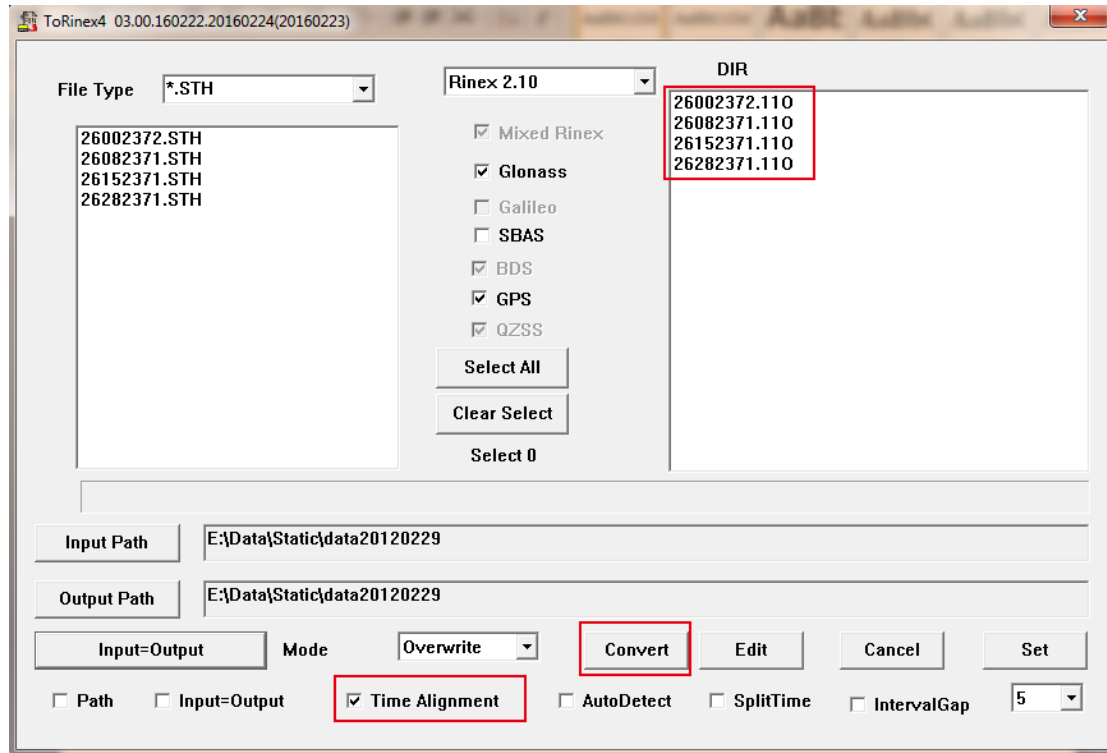 ToRinex4 03.00.160222.20160224(20160223)
File Type
*.STH
Rinex 2.10
DIR
26002372.STH
26082371.STH
26152371.STH
26282371.STH
Mixed Rinex
Glonass
Galileo
SBAS
BDS
GPS
QZSS
Select All
Clear Select
Select 0
26002372.11O
26082371.11O
26152371.11O
26282371.11O
Input Path
E:\Data\Static\data20120229
Output Path
E:\Data\Static\data20120229
Input=Output
Mode
Overwrite
Convert
Edit
Cancel
Set
Path
Input=Output
Time Alignment
AutoDetect
SplitTime
IntervalGap
5